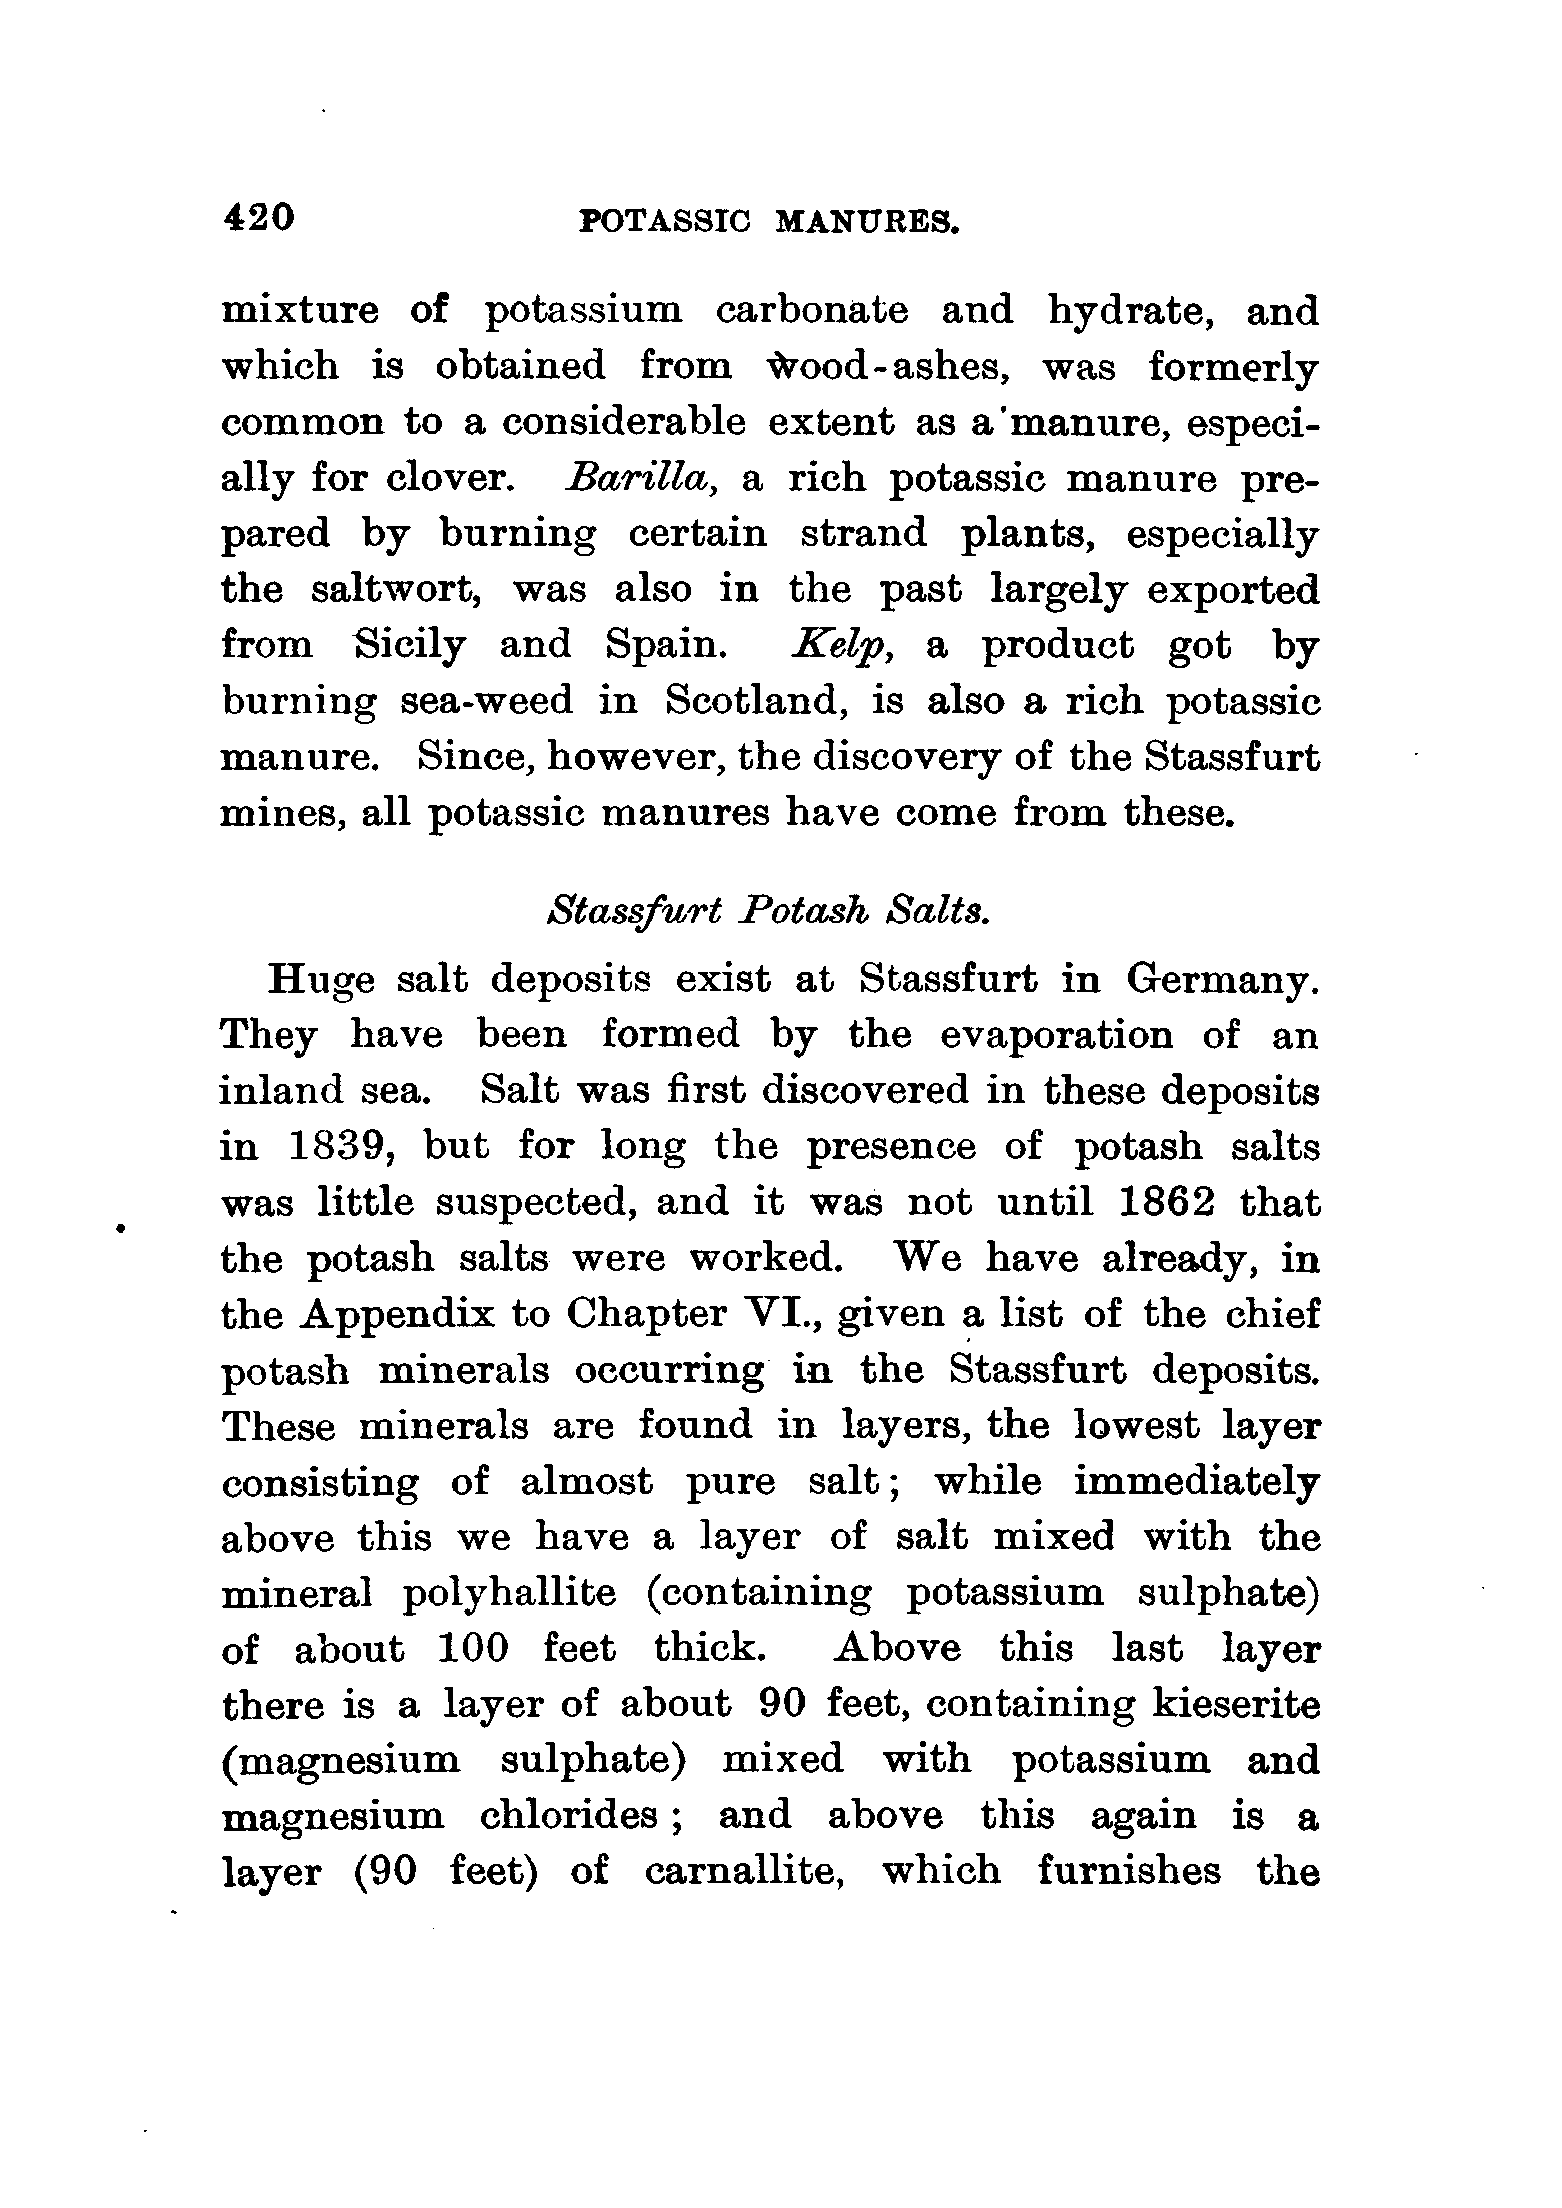 420 POTASSIC MANURES.
mixture of potassium carbonate and hydrate, and
which is obtained from wood-ashes, was formerly
common to a considerable extent as a manure, especi-
ally for clover. Barilla, a rich potassic manure pre-
pared by burning certain strand plants, especially
the saltwort, was also in the past largely exported
from Sicily and Spain. Kelp, a product got by
burning sea-weed in Scotland, is also a rich potassic
manure. Since, however, the discovery of the Stassfurt
mines, all potassic manures have come from these.
Stassfurt Potash Salts.
Huge salt deposits exist at Stassfurt in Germany.
They have been formed by the evaporation of an
inland sea. Salt was first discovered in these deposits
in 1839, but for long the presence of potash salts
was little suspected, and it was not until 1862 that
the potash salts were worked. We have already, in
the Appendix to Chapter VI., given a list of the chief
potash minerals occurring in the Stassfurt deposits.
These minerals are found in layers, the lowest layer
consisting of almost pure salt; while immediately
above this we have a layer of salt mixed with the
mineral polyhallite (containing potassium sulphate)
of about 100 feet thick. Above this last layer
there is a layer of about 90 feet, containing kieserite
(magnesium sulphate) mixed with potassium and
magnesium chlorides; and above this again is a
layer (90 feet) of carnallite, which furnishes the